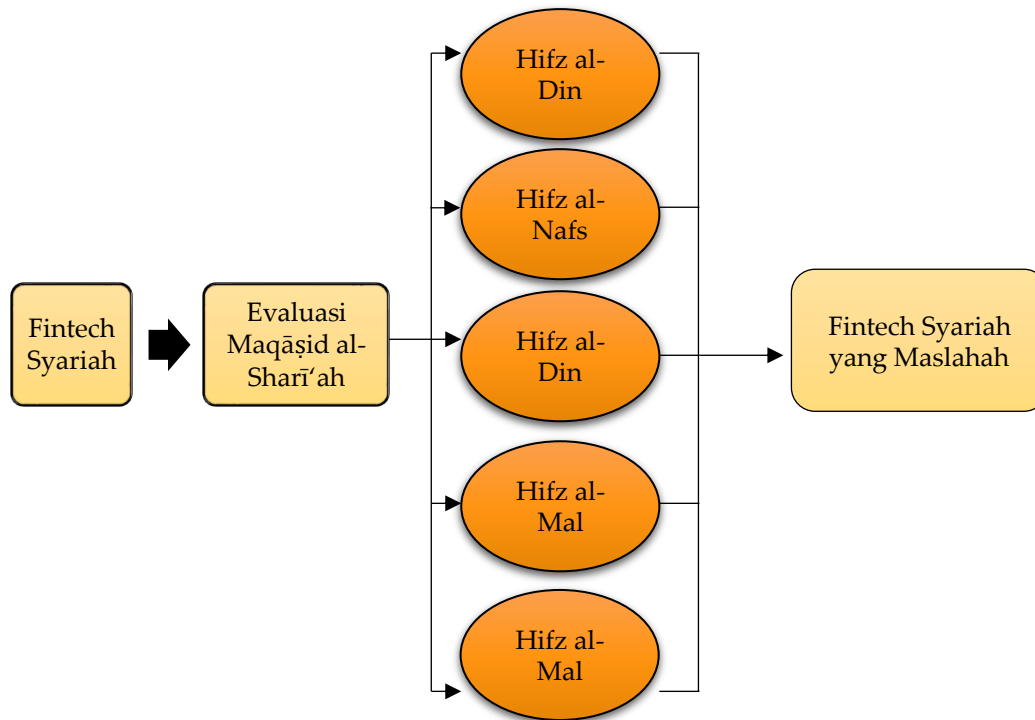 Fintech
Syariah
Evaluasi
Maqāṣid al-
Sharī‘ah
Hifz al-
Din
Hifz al-
Nafs
Hifz al-
Din
Hifz al-
Mal
Hifz al-
Mal
Fintech Syariah
yang Maslahah